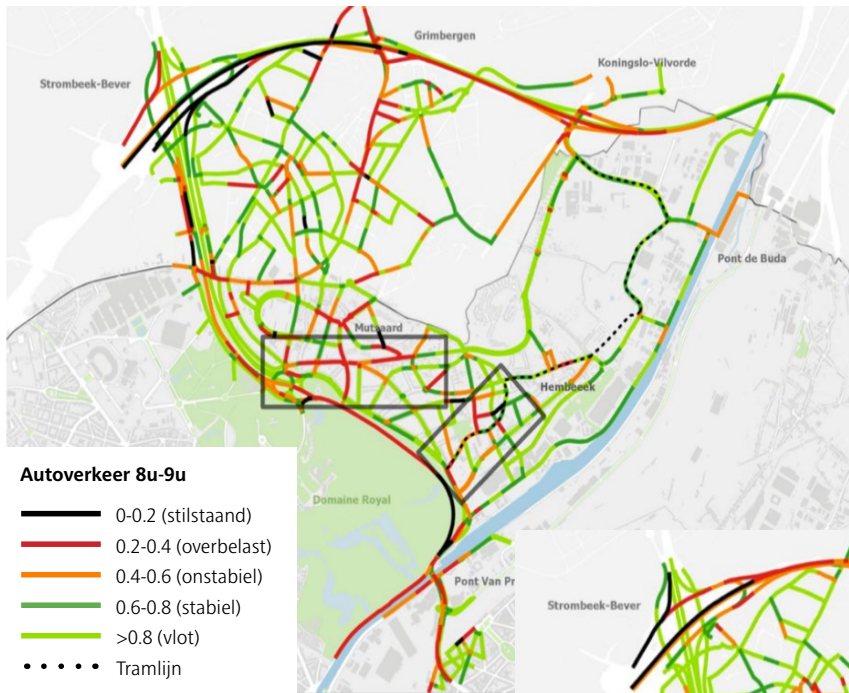 Grimbergen
Koningslo-Vilvorde
Strombeek-Bever
Pont de Buda
Mutsaard
Hembeek
Domaine Royal
Pont Van Pr
Strombeek-Bever
Autoverkeer 8u-9u
0-0.2 (stilstaand)
0.2-0.4 (overbelast)
0.4-0.6 (onstabiel)
0.6-0.8 (stabiel)
>0.8 (vlot)
Tramlijn